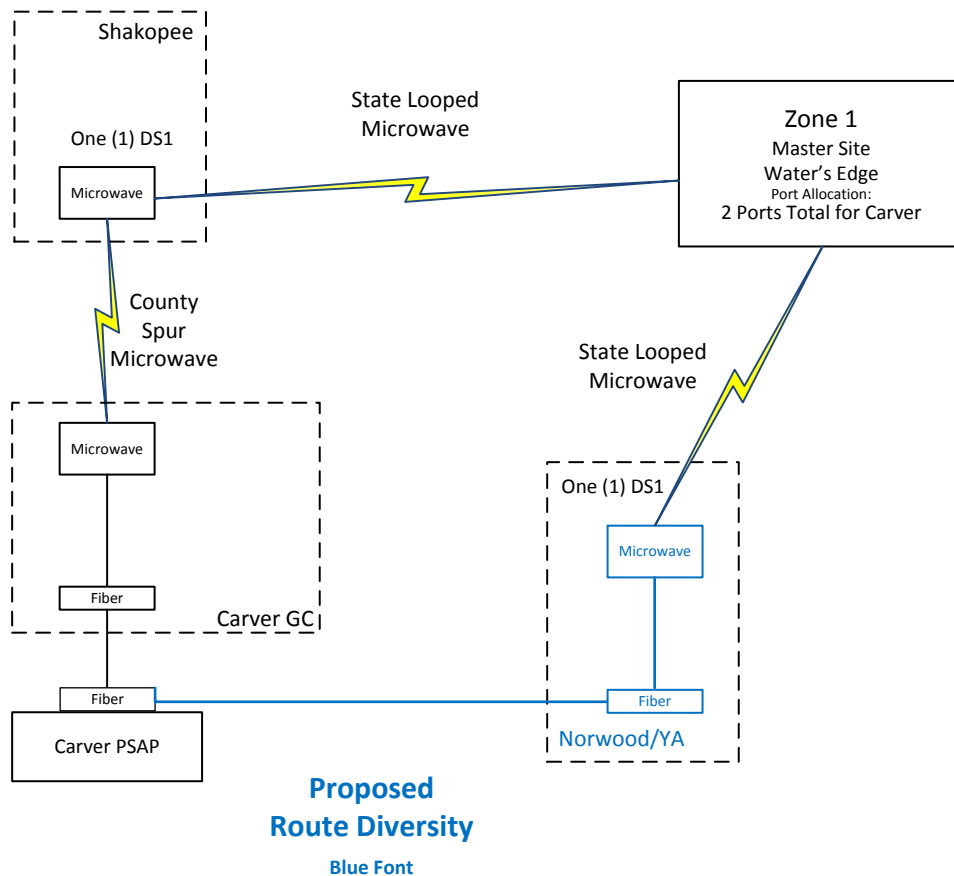 Shakopee
One (1) DS1
Microwave
State Looped
Microwave
Zone 1
Master Site
Water's Edge
Port Allocation:
2 Ports Total for Carver
County
Spur
Microwave
State Looped
Microwave
Microwave
Fiber
Carver GC
One (1) DS1
Microwave
Fiber
Norwood/YA
Fiber
Carver PSAP
Proposed
Route Diversity
Blue Font